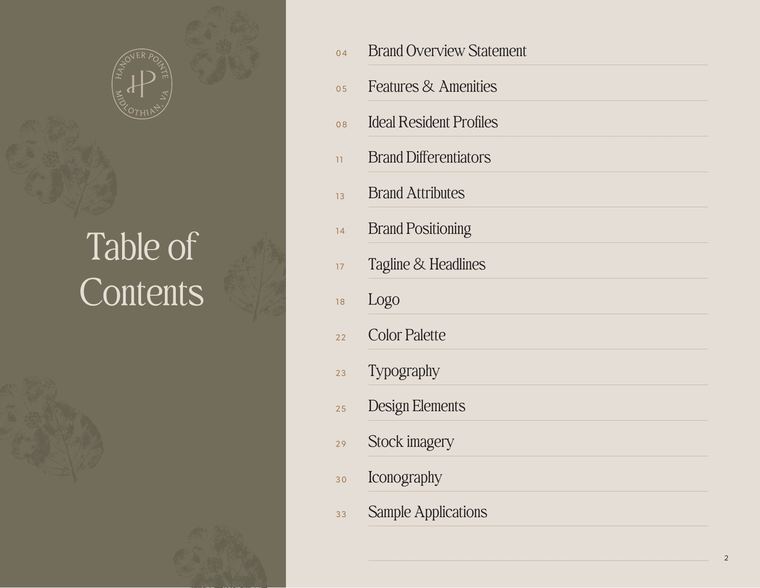 HANOVER POINTE
HP
MIDLOTHIAN, VA
Table of
Contents
04 Brand Overview Statement
05 Features & Amenities
08 Ideal Resident Profiles
11 Brand Differentiators
13 Brand Attributes
14 Brand Positioning
17 Tagline & Headlines
18 Logo
22 Color Palette
23 Typography
25 Design Elements
29 Stock imagery
30 Iconography
33 Sample Applications
2